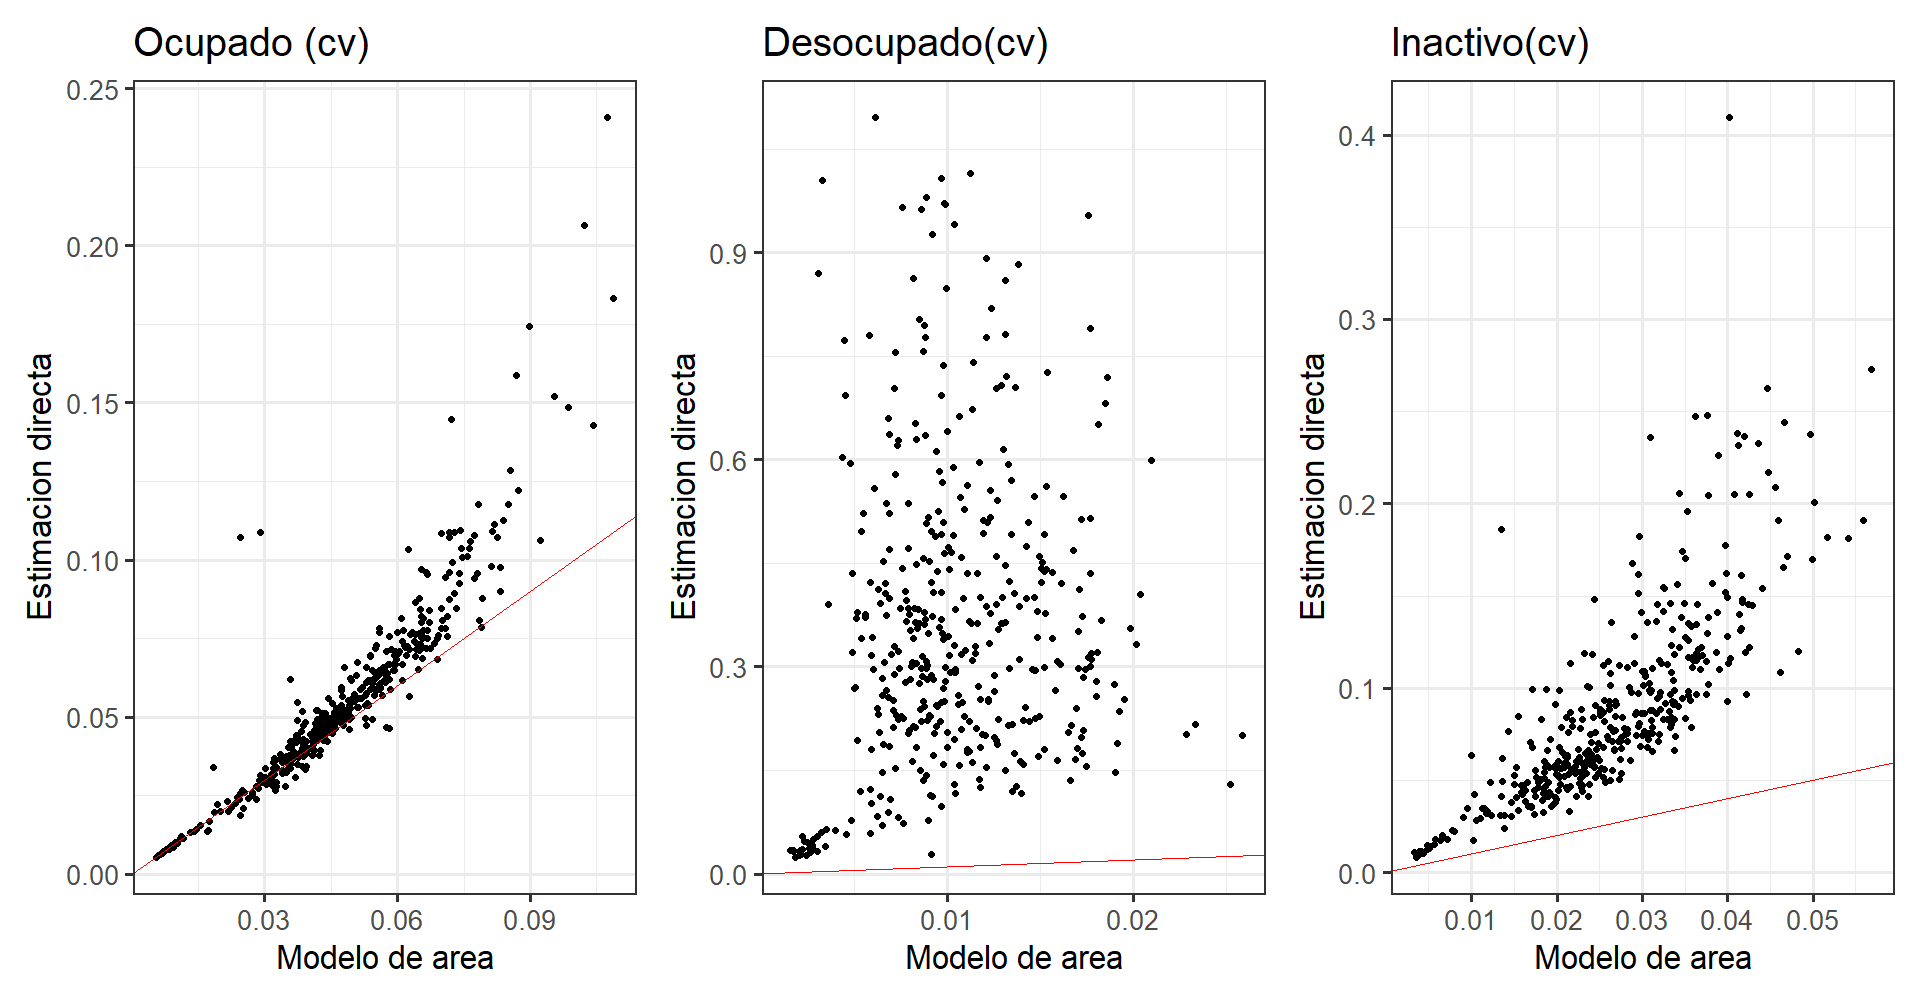 Ocupado (cv)
Estimacion directa
0.25
0.20
0.15
0.10
0.05
0.00
0.03 0.06 0.09
Modelo de area
Desocupado(cv)
Estimacion directa
0.9
0.6
0.3
0.0
0.01 0.02
Modelo de area
Inactivo(cv)
Estimacion directa
0.4
0.3
0.2
0.1
0.0
0.01 0.02 0.03 0.04 0.05
Modelo de area